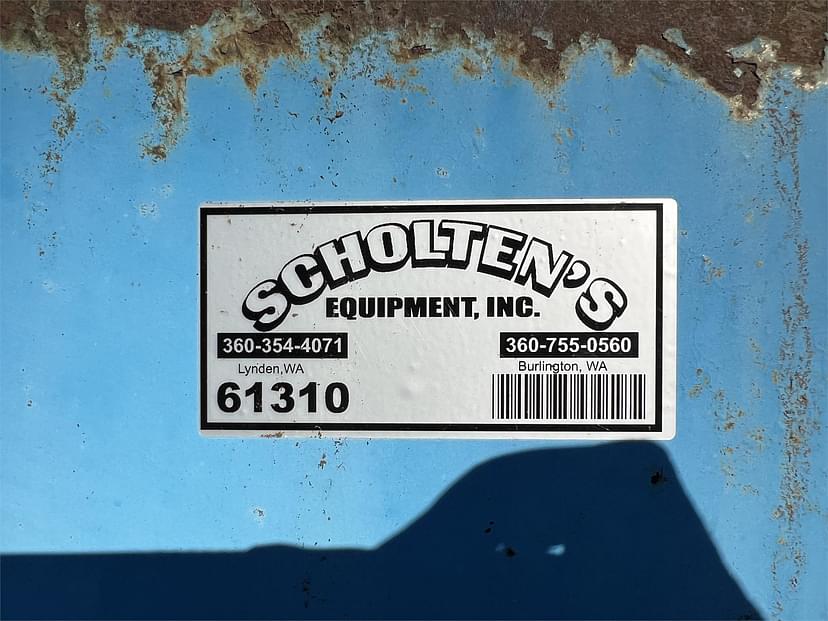 SCHOLTEN'S
EQUIPMENT, INC.
360-354-4071 360-755-0560
Lynden,WA Burlington, WA
61310